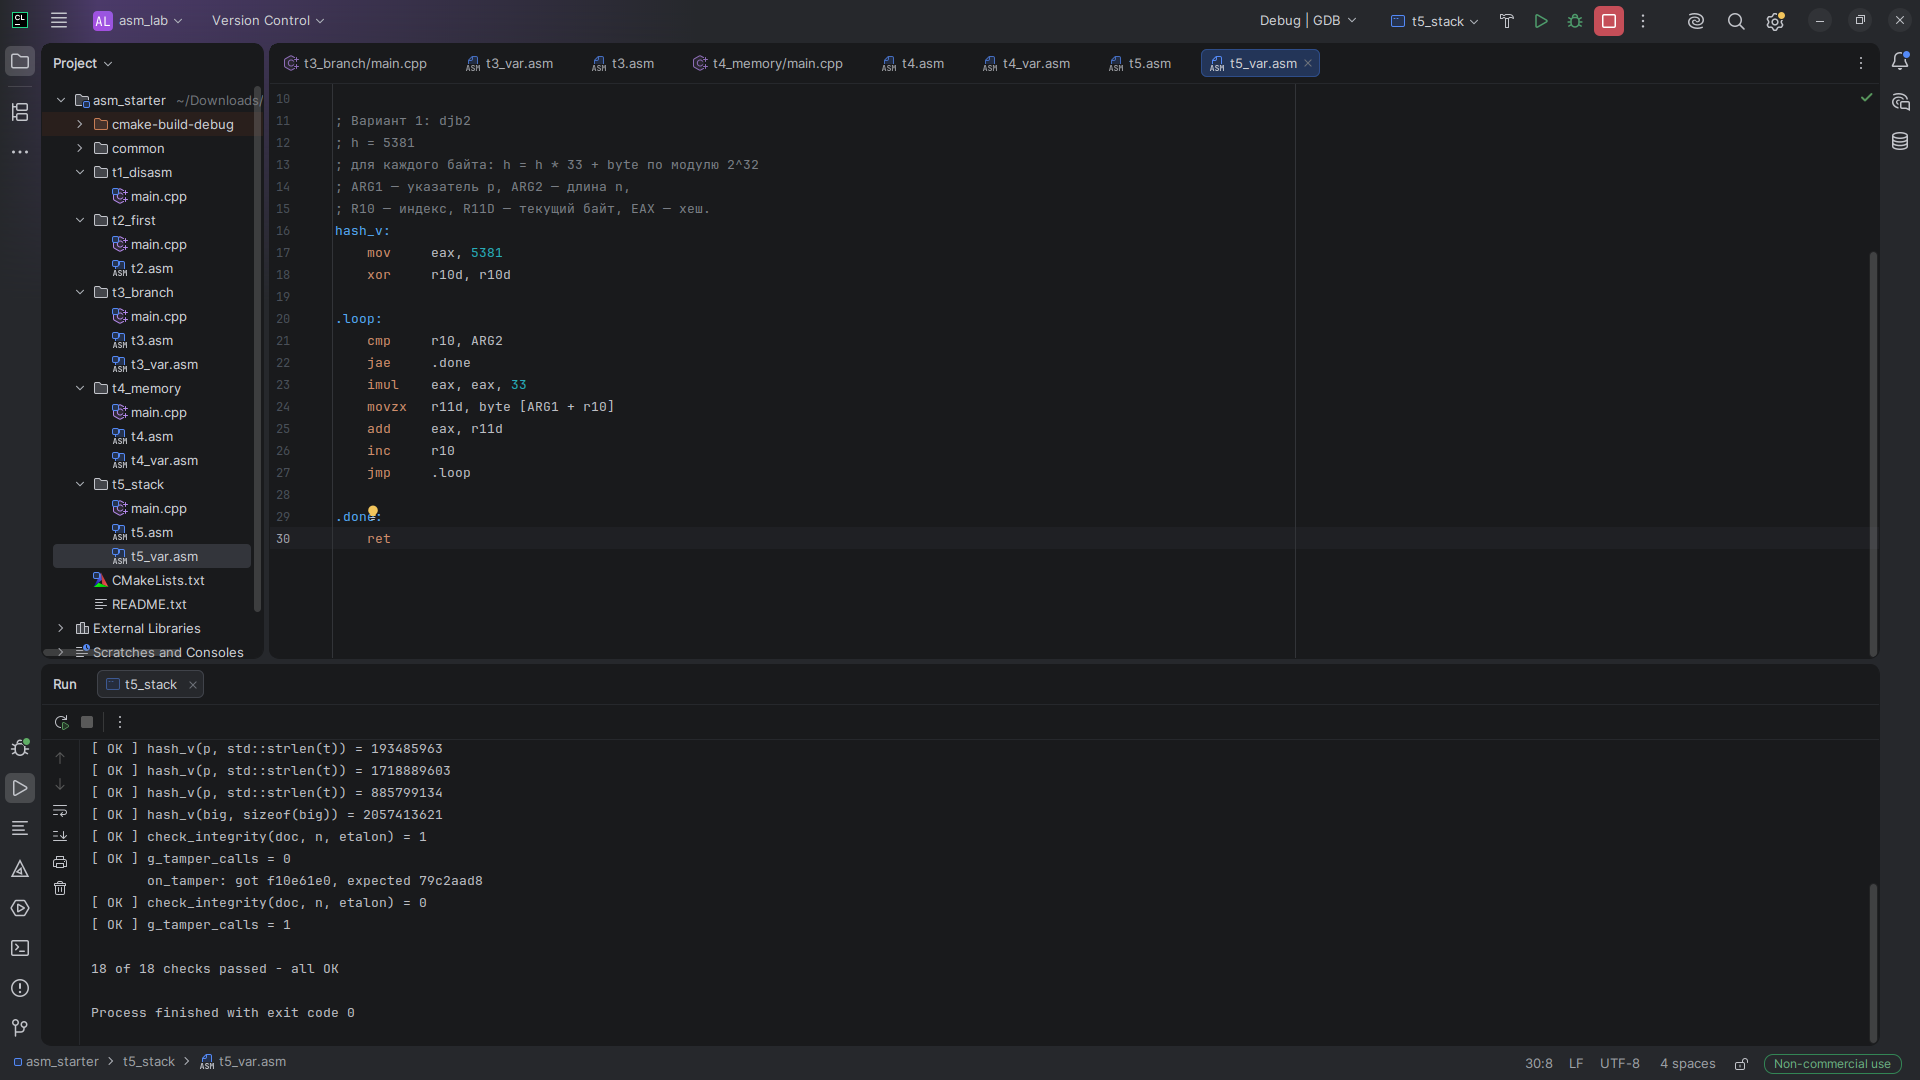 CL
AL asm_lab Version Control
Debug | GDB t5_stack
Project
t3_branch/main.cpp t3_var.asm t3.asm t4_memory/main.cpp t4.asm t4_var.asm t5.asm t5_var.asm
asm_starter ~/Downloads/
cmake-build-debug
common
t1_disasm
main.cpp
t2_first
main.cpp
t2.asm
t3_branch
main.cpp
t3.asm
t3_var.asm
t4_memory
main.cpp
t4.asm
t4_var.asm
t5_stack
main.cpp
t5.asm
t5_var.asm
CMakeLists.txt
README.txt
External Libraries
Scratches and Consoles
10
11 ; Вариант 1: djb2
12 ; h = 5381
13 ; для каждого байта: h = h * 33 + byte по модулю 2^32
14 ; ARG1 — указатель p, ARG2 — длина n,
15 ; R10 — индекс, R11D — текущий байт, EAX — хеш.
16 hash_v:
17 mov eax, 5381
18 xor r10d, r10d
19
20 .loop:
21 cmp r10, ARG2
22 jae .done
23 imul eax, eax, 33
24 movzx r11d, byte [ARG1 + r10]
25 add eax, r11d
26 inc r10
27 jmp .loop
28
29 .done:
30 ret
Run t5_stack
[ OK ] hash_v(p, std::strlen(t)) = 193485963
[ OK ] hash_v(p, std::strlen(t)) = 1718889603
[ OK ] hash_v(p, std::strlen(t)) = 885799134
[ OK ] hash_v(big, sizeof(big)) = 2057413621
[ OK ] check_integrity(doc, n, etalon) = 1
[ OK ] g_tamper_calls = 0
on_tamper: got f10e61e0, expected 79c2aad8
[ OK ] check_integrity(doc, n, etalon) = 0
[ OK ] g_tamper_calls = 1
18 of 18 checks passed - all OK
Process finished with exit code 0
asm_starter > t5_stack > t5_var.asm
30:8 LF UTF-8 4 spaces Non-commercial use